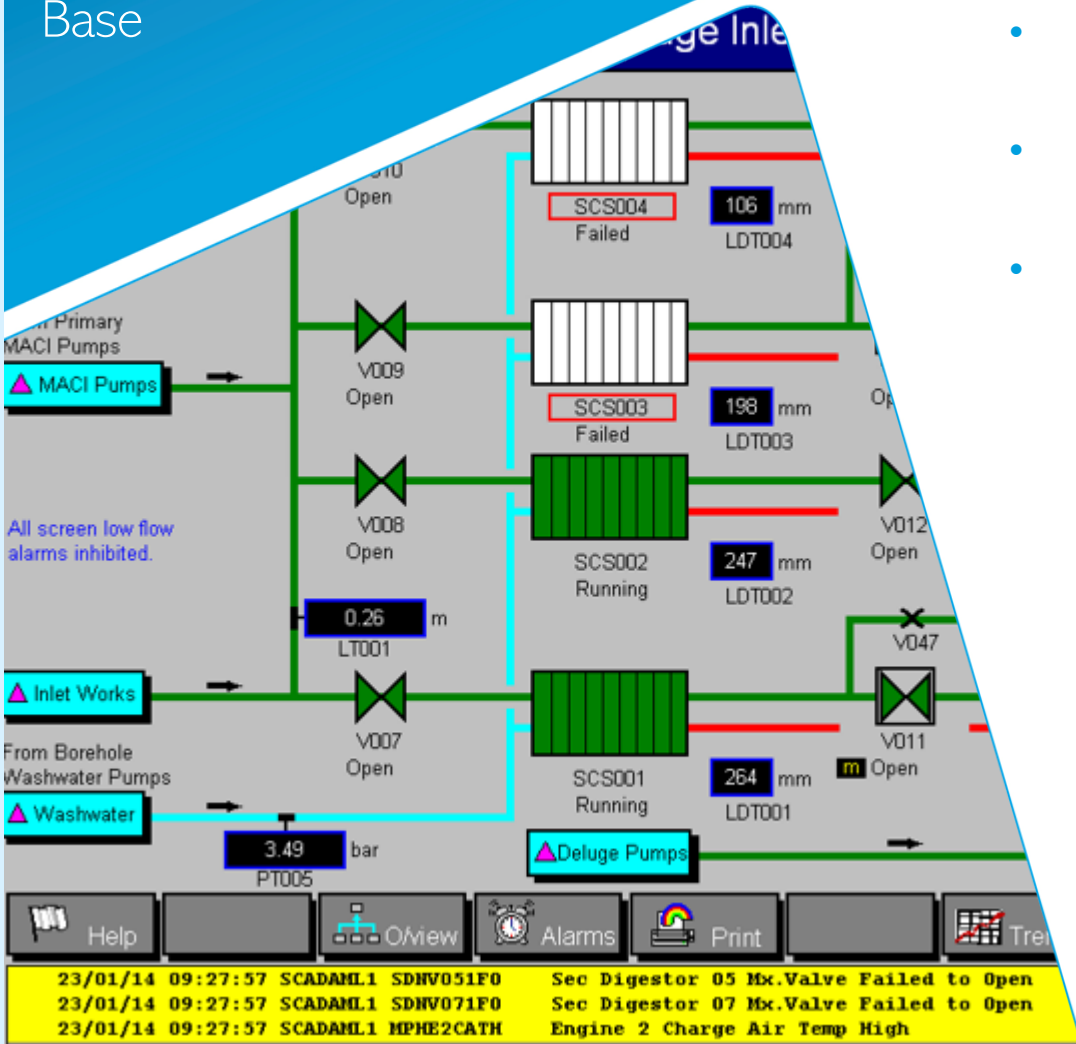 Base
Open
SCS004
Failed
106 mm
LDT004
Primary
MACI Pumps
MACI Pumps
V009
Open
SCS003
Failed
198 mm
LDT003
All screen low flow
alarms inhibited.
V008
Open
SCS002
Running
247 mm
LDT002
V012
Open
0.26 m
LT001
V047
Inlet Works
V007
Open
SCS001
Running
264 mm
LDT001
V011
m Open
From Borehole
Washwater Pumps
Washwater
3.49 bar
PT005
Deluge Pumps
Help
O/view
Alarms
Print
23/01/14 09:27:57 SCADAML1 SDNV051F0 Sec Digestor 05 Mx.Valve Failed to Open
23/01/14 09:27:57 SCADAML1 SDNV071F0 Sec Digestor 07 Mx.Valve Failed to Open
23/01/14 09:27:57 SCADAML1 MPHE2CATH Engine 2 Charge Air Temp High